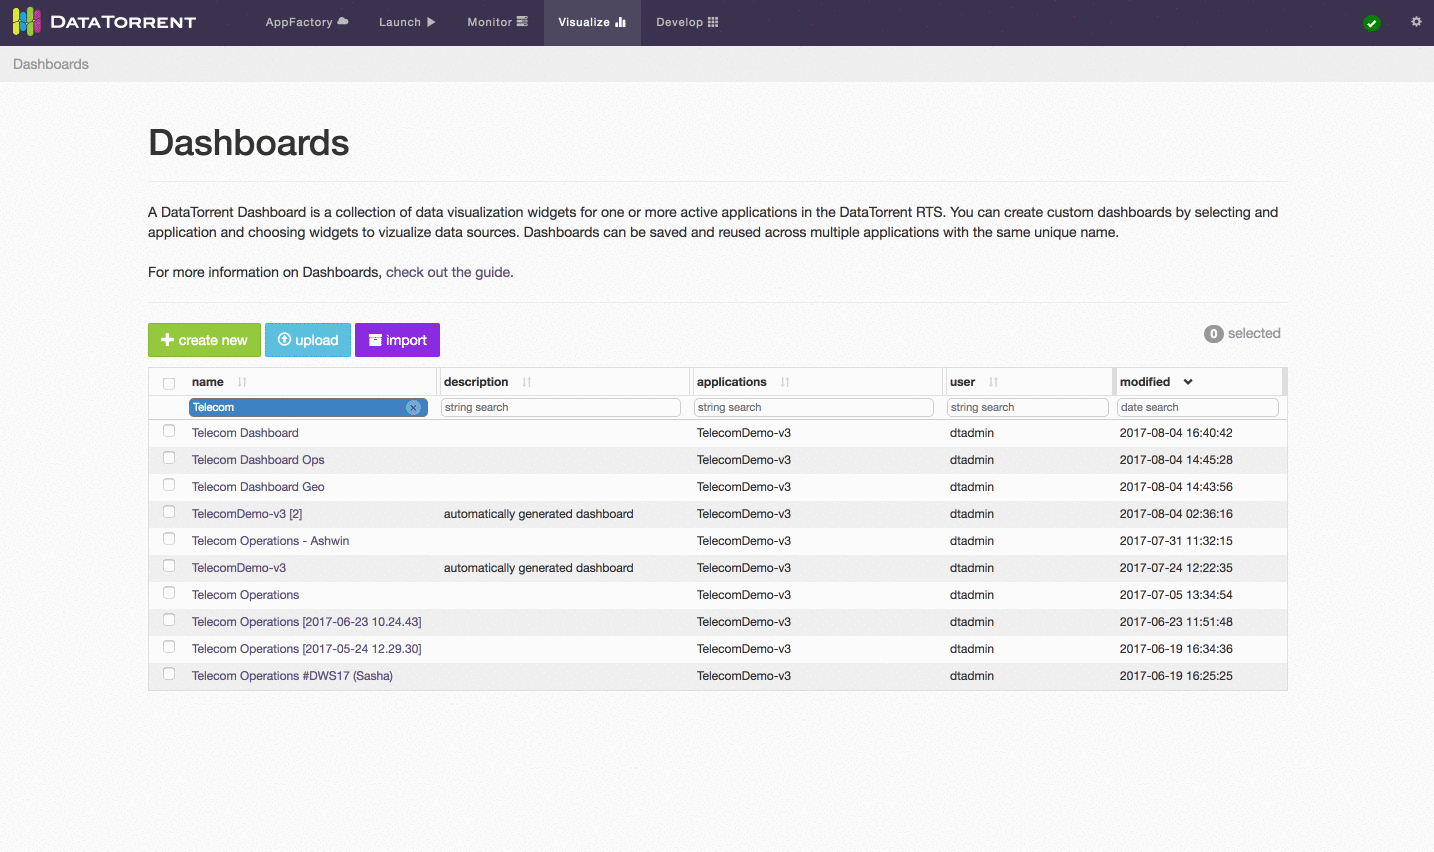 DATATORRENT AppFactory Launch Monitor Visualize Develop
Dashboards
Dashboards
A DataTorrent Dashboard is a collection of data visualization widgets for one or more active applications in the DataTorrent RTS. You can create custom dashboards by selecting and
application and choosing widgets to vizualize data sources. Dashboards can be saved and reused across multiple applications with the same unique name.
For more information on Dashboards, check out the guide.
create new upload import 0 selected
name description applications user modified
Telecom string search string search string search date search
Telecom Dashboard TelecomDemo-v3 dtadmin 2017-08-04 16:40:42
Telecom Dashboard Ops TelecomDemo-v3 dtadmin 2017-08-04 14:45:28
Telecom Dashboard Geo TelecomDemo-v3 dtadmin 2017-08-04 14:43:56
TelecomDemo-v3 [2] automatically generated dashboard TelecomDemo-v3 dtadmin 2017-08-04 02:36:16
Telecom Operations - Ashwin TelecomDemo-v3 dtadmin 2017-07-31 11:32:15
TelecomDemo-v3 automatically generated dashboard TelecomDemo-v3 dtadmin 2017-07-24 12:22:35
Telecom Operations TelecomDemo-v3 dtadmin 2017-07-05 13:34:54
Telecom Operations [2017-06-23 10.24.43] TelecomDemo-v3 dtadmin 2017-06-23 11:51:48
Telecom Operations [2017-05-24 12.29.30] TelecomDemo-v3 dtadmin 2017-06-19 16:34:36
Telecom Operations #DWS17 (Sasha) TelecomDemo-v3 dtadmin 2017-06-19 16:25:25